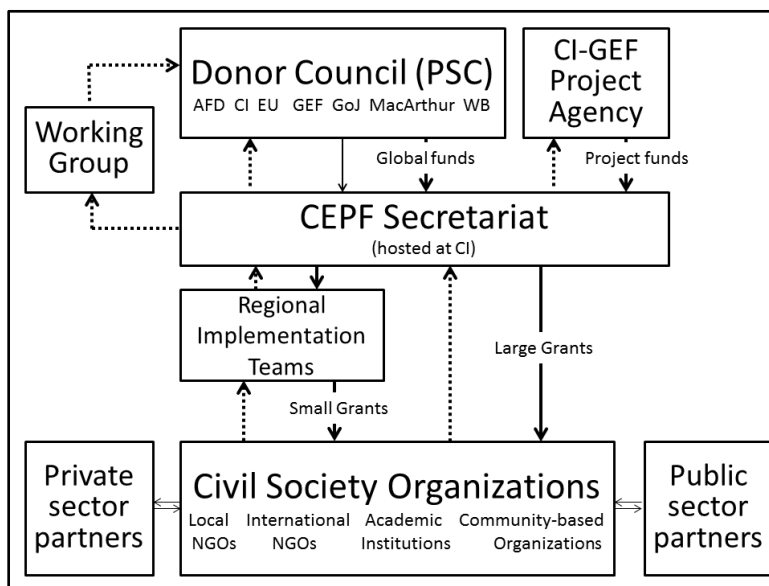 Donor Council (PSC)
AFD CI EU GEF GoJ MacArthur WB
CI-GEF
Project
Agency
Working
Group
Global funds
Project funds
CEPF Secretariat
(hosted at CI)
Regional
Implementation
Teams
Large Grants
Small Grants
Private
sector
partners
Civil Society Organizations
Local International Academic Community-based
NGOs NGOs Institutions Organizations
Public
sector
partners